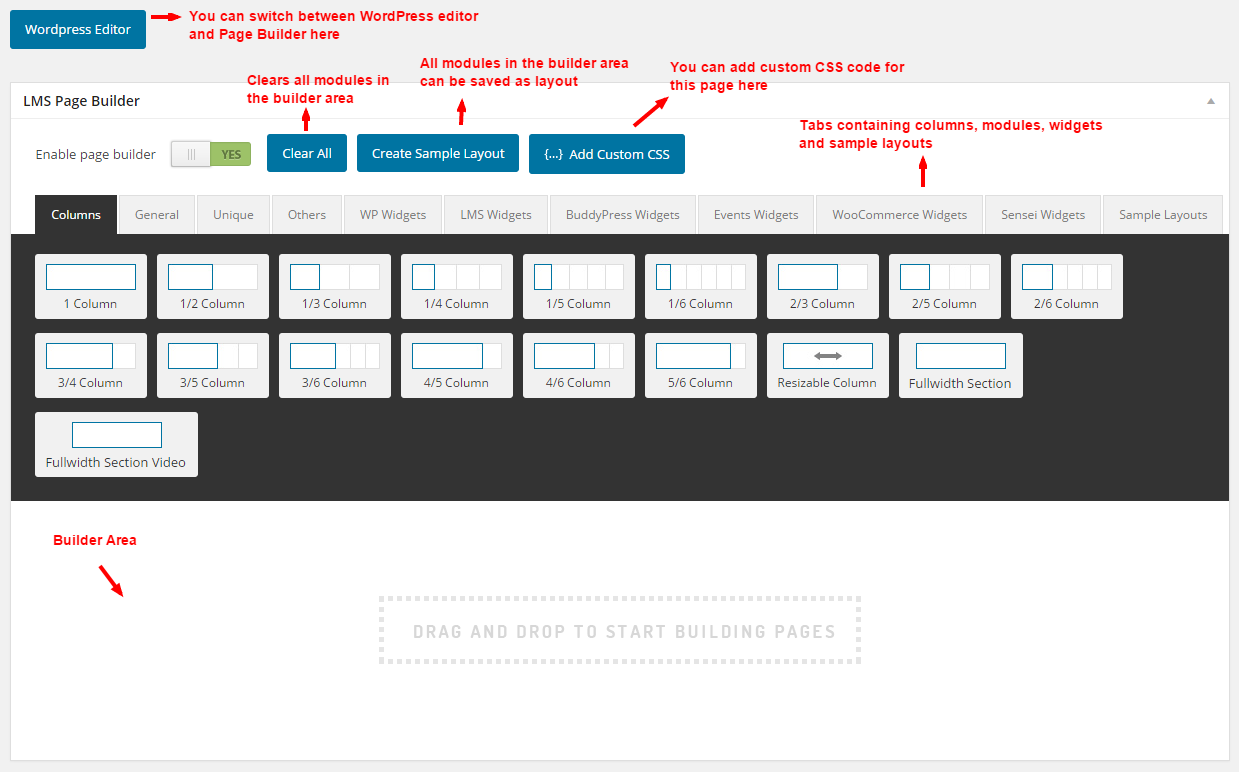 Wordpress Editor
You can switch between WordPress editor
and Page Builder here
All modules in the builder area
can be saved as layout
You can add custom CSS code for
this page here
Clears all modules in
the builder area
LMS Page Builder
Tabs containing columns, modules, widgets
and sample layouts
Enable page builder
YES
Clear All
Create Sample Layout
{...} Add Custom CSS
Columns
General
Unique
Others
WP Widgets
LMS Widgets
BuddyPress Widgets
Events Widgets
WooCommerce Widgets
Sensei Widgets
Sample Layouts
1 Column
1/2 Column
1/3 Column
1/4 Column
1/5 Column
1/6 Column
2/3 Column
2/5 Column
2/6 Column
3/4 Column
3/5 Column
3/6 Column
4/5 Column
4/6 Column
5/6 Column
Resizable Column
Fullwidth Section
Fullwidth Section Video
Builder Area
DRAG AND DROP TO START BUILDING PAGES